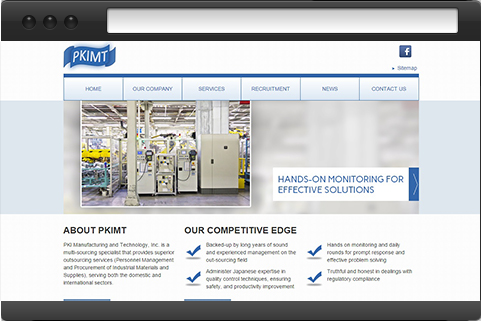 PKIMT
Sitemap
HOME OUR COMPANY SERVICES RECRUITMENT NEWS CONTACT US
HANDS-ON MONITORING FOR
EFFECTIVE SOLUTIONS
ABOUT PKIMT
PKI Manufacturing and Technology, Inc. is a
multi-sourcing specialist that provides superior
outsourcing services (Personnel Management
and Procurement of Industrial Materials and
Supplies), serving both the domestic and
international sectors.
OUR COMPETITIVE EDGE
Backed-up by long years of sound
and experienced management on the
out-sourcing field
Administer Japanese expertise in
quality control techniques, ensuring
safety, and productivity improvement
Hands on monitoring and daily
rounds for prompt response and
effective problem solving
Truthful and honest in dealings with
regulatory compliance